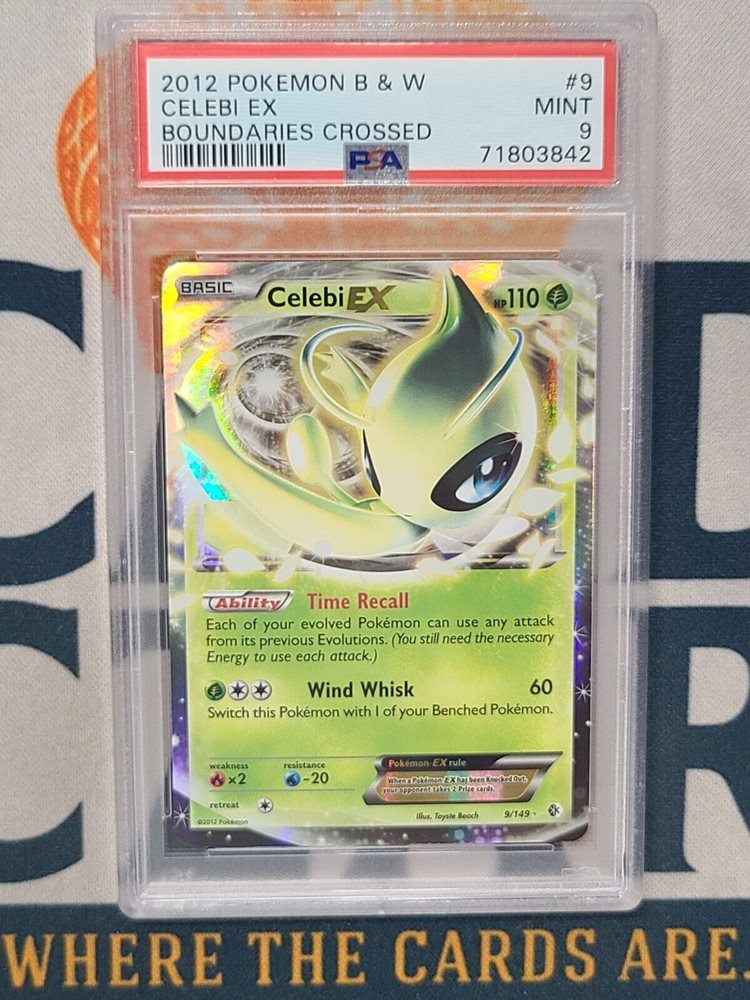 2012 POKEMON B & W #9
CELEBI EX MINT
BOUNDARIES CROSSED 9
PSA 71803842
BASIC Celebi EX HP110
Ability Time Recall
Each of your evolved Pokémon can use any attack
from its previous Evolutions. (You still need the necessary
Energy to use each attack.)
Wind Whisk 60
Switch this Pokémon with 1 of your Benched Pokémon.
weakness resistance
×2 -20
retreat
Pokémon-EX rule
When a Pokémon-EX has been Knocked Out,
your opponent takes 2 Prize cards.
©2012 Pokémon Illus. Toyste Beach 9/149
WHERE THE CARDS ARE.